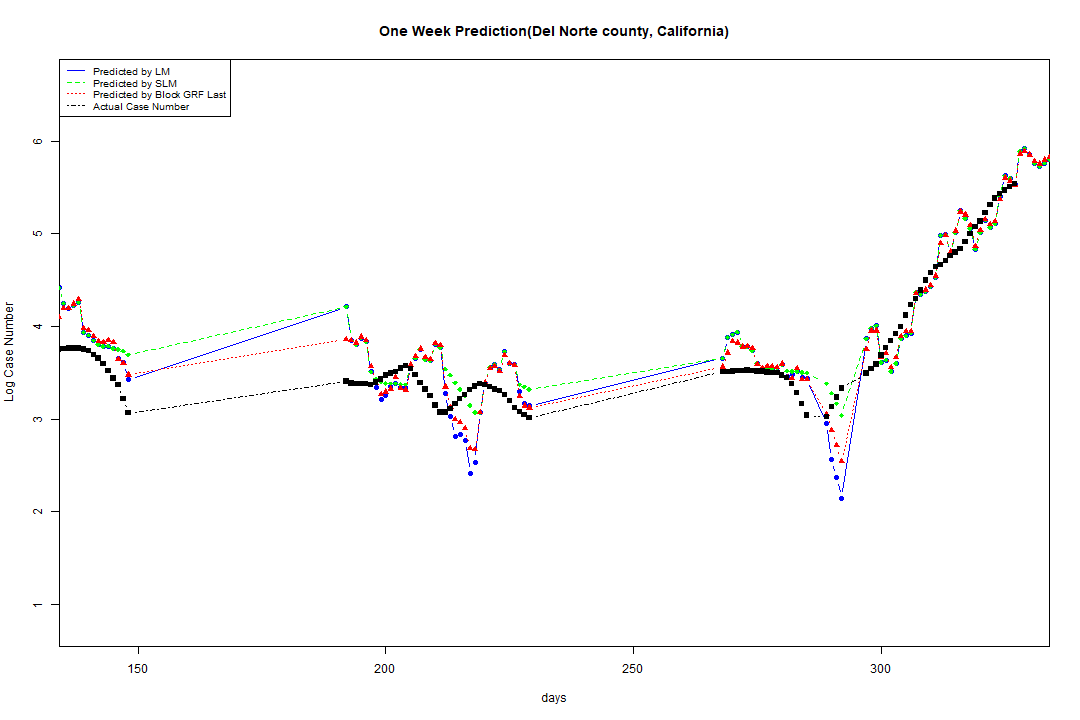 One Week Prediction(Del Norte county, California)
Predicted by LM
Predicted by SLM
Predicted by Block GRF Last
Actual Case Number
6
5
4
3
2
1
Log Case Number
150 200 250 300
days